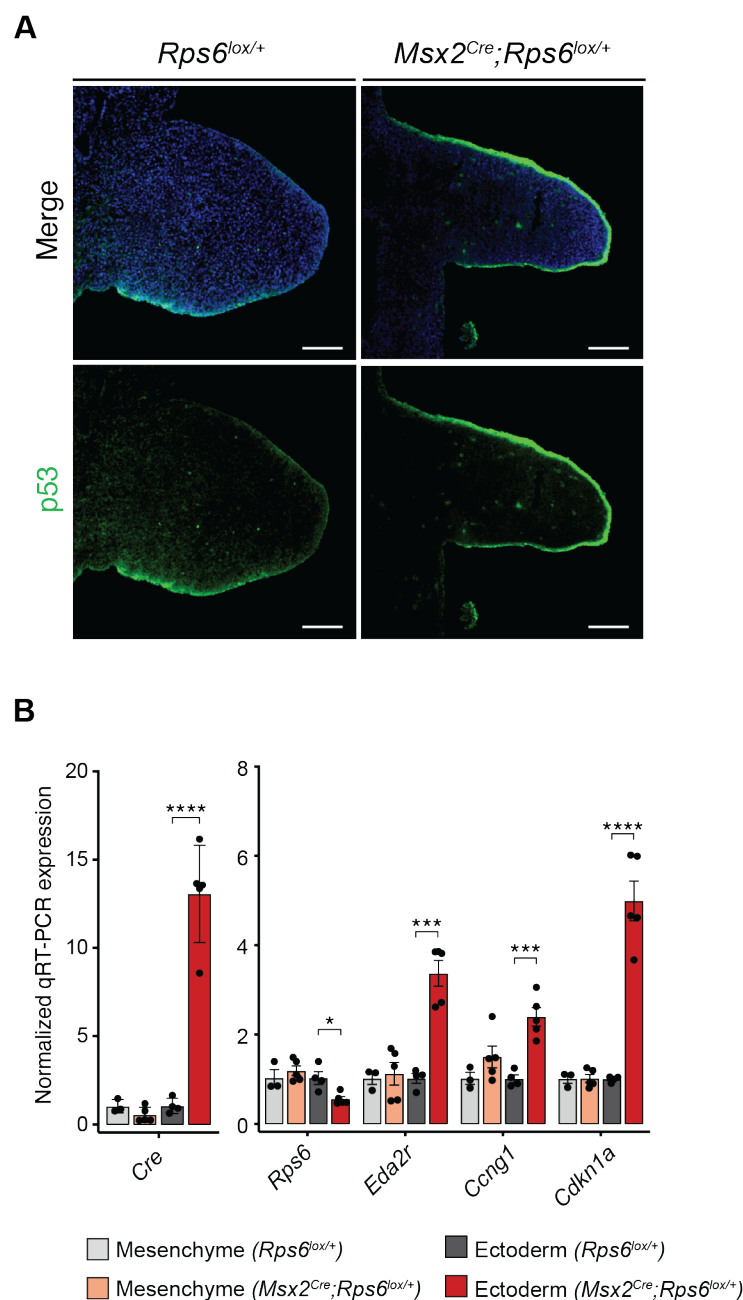 A
Rps6lox/+
Msx2Cre;Rps6lox/+
Merge
p53
B
Normalized qRT-PCR expression
20
15
10
5
0
****
Cre
8
6
4
2
0
*
***
***
****
Rps6
Eda2r
Ccng1
Cdkn1a
Mesenchyme (Rps6lox/+)
Ectoderm (Rps6lox/+)
Mesenchyme (Msx2Cre;Rps6lox/+)
Ectoderm (Msx2Cre;Rps6lox/+)